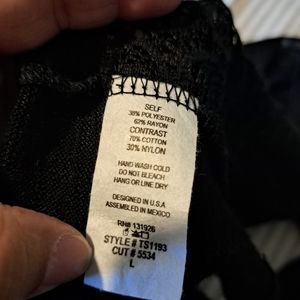 SELF
38% POLYESTER
62% RAYON
CONTRAST
70% COTTON
30% NYLON
HAND WASH COLD
DO NOT BLEACH
HANG OR LINE DRY
DESIGNED IN U.S.A
ASSEMBLED IN MEXICO
RN# 131926
STYLE # TS1193
CUT # 5534
L